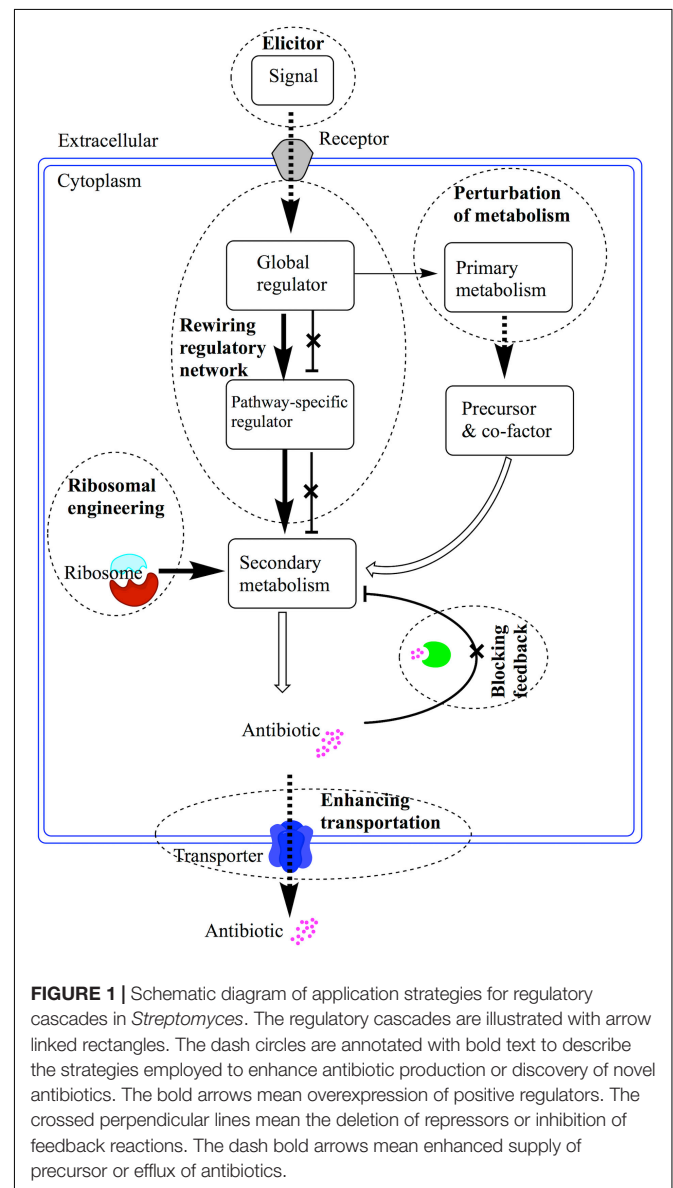 Elicitor
Signal
Extracellular
Receptor
Cytoplasm
Perturbation
of metabolism
Global
regulator
Primary
metabolism
Rewiring
regulatory
network
Pathway-specific
regulator
Precursor
& co-factor
Ribosomal
engineering
Ribosome
Secondary
metabolism
Blocking
feedback
Antibiotic
Enhancing
transportation
Transporter
Antibiotic
FIGURE 1 | Schematic diagram of application strategies for regulatory
cascades in Streptomyces. The regulatory cascades are illustrated with arrow
linked rectangles. The dash circles are annotated with bold text to describe
the strategies employed to enhance antibiotic production or discovery of novel
antibiotics. The bold arrows mean overexpression of positive regulators. The
crossed perpendicular lines mean the deletion of repressors or inhibition of
feedback reactions. The dash bold arrows mean enhanced supply of
precursor or efflux of antibiotics.